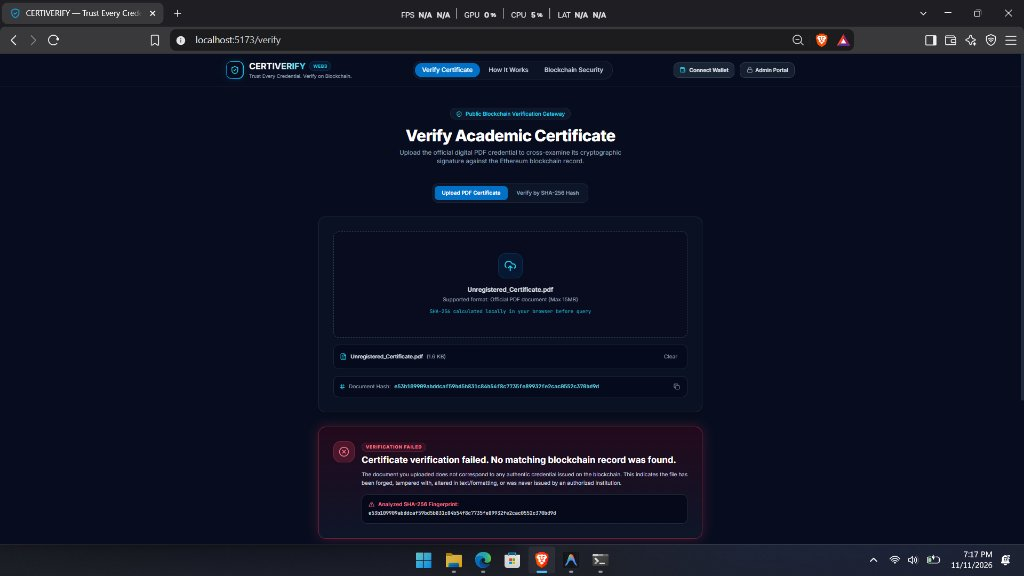 CERTIVERIFY — Trust Every Crede
FPS N/A N/A GPU 0 % CPU 5 % LAT N/A N/A
localhost:5173/verify
CERTIVERIFY WEB3
Trust Every Credential. Verify on Blockchain.
Verify Certificate How It Works Blockchain Security
Connect Wallet Admin Portal
Public Blockchain Verification Gateway
Verify Academic Certificate
Upload the official digital PDF credential to cross-examine its cryptographic
signature against the Ethereum blockchain record.
Upload PDF Certificate Verify by SHA-256 Hash
Unregistered_Certificate.pdf
Supported format: Official PDF document (Max 15MB)
SHA-256 calculated locally in your browser before query
Unregistered_Certificate.pdf (1.6 KB) Clear
Document Hash:
VERIFICATION FAILED
Certificate verification failed. No matching blockchain record was found.
The document you uploaded does not correspond to any authentic credential issued on the blockchain. This indicates the file has
been forged, tampered with, altered in text/formatting, or was never issued by an authorized institution.
Analyzed SHA-256 Fingerprint:
7:17 PM
11/11/2026